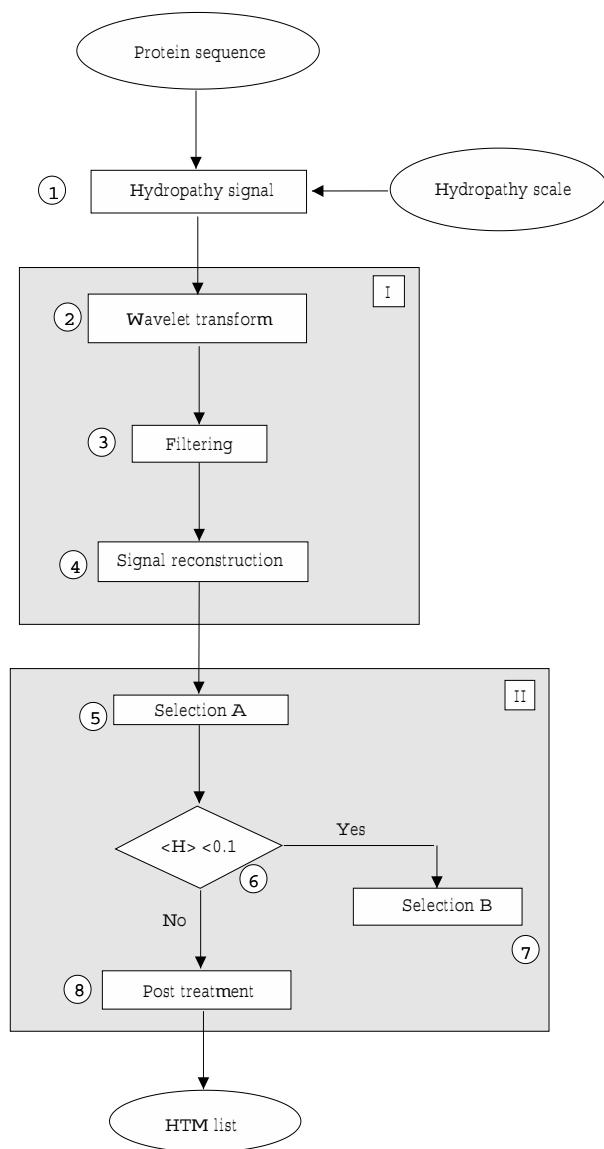 Protein sequence
1
Hydropathy signal
Hydropathy scale
I
2
Wavelet transform
3
Filtering
4
Signal reconstruction
II
5
Selection A
<H> <0.1
Yes
6
Selection B
No
7
8
Post treatment
HTM list